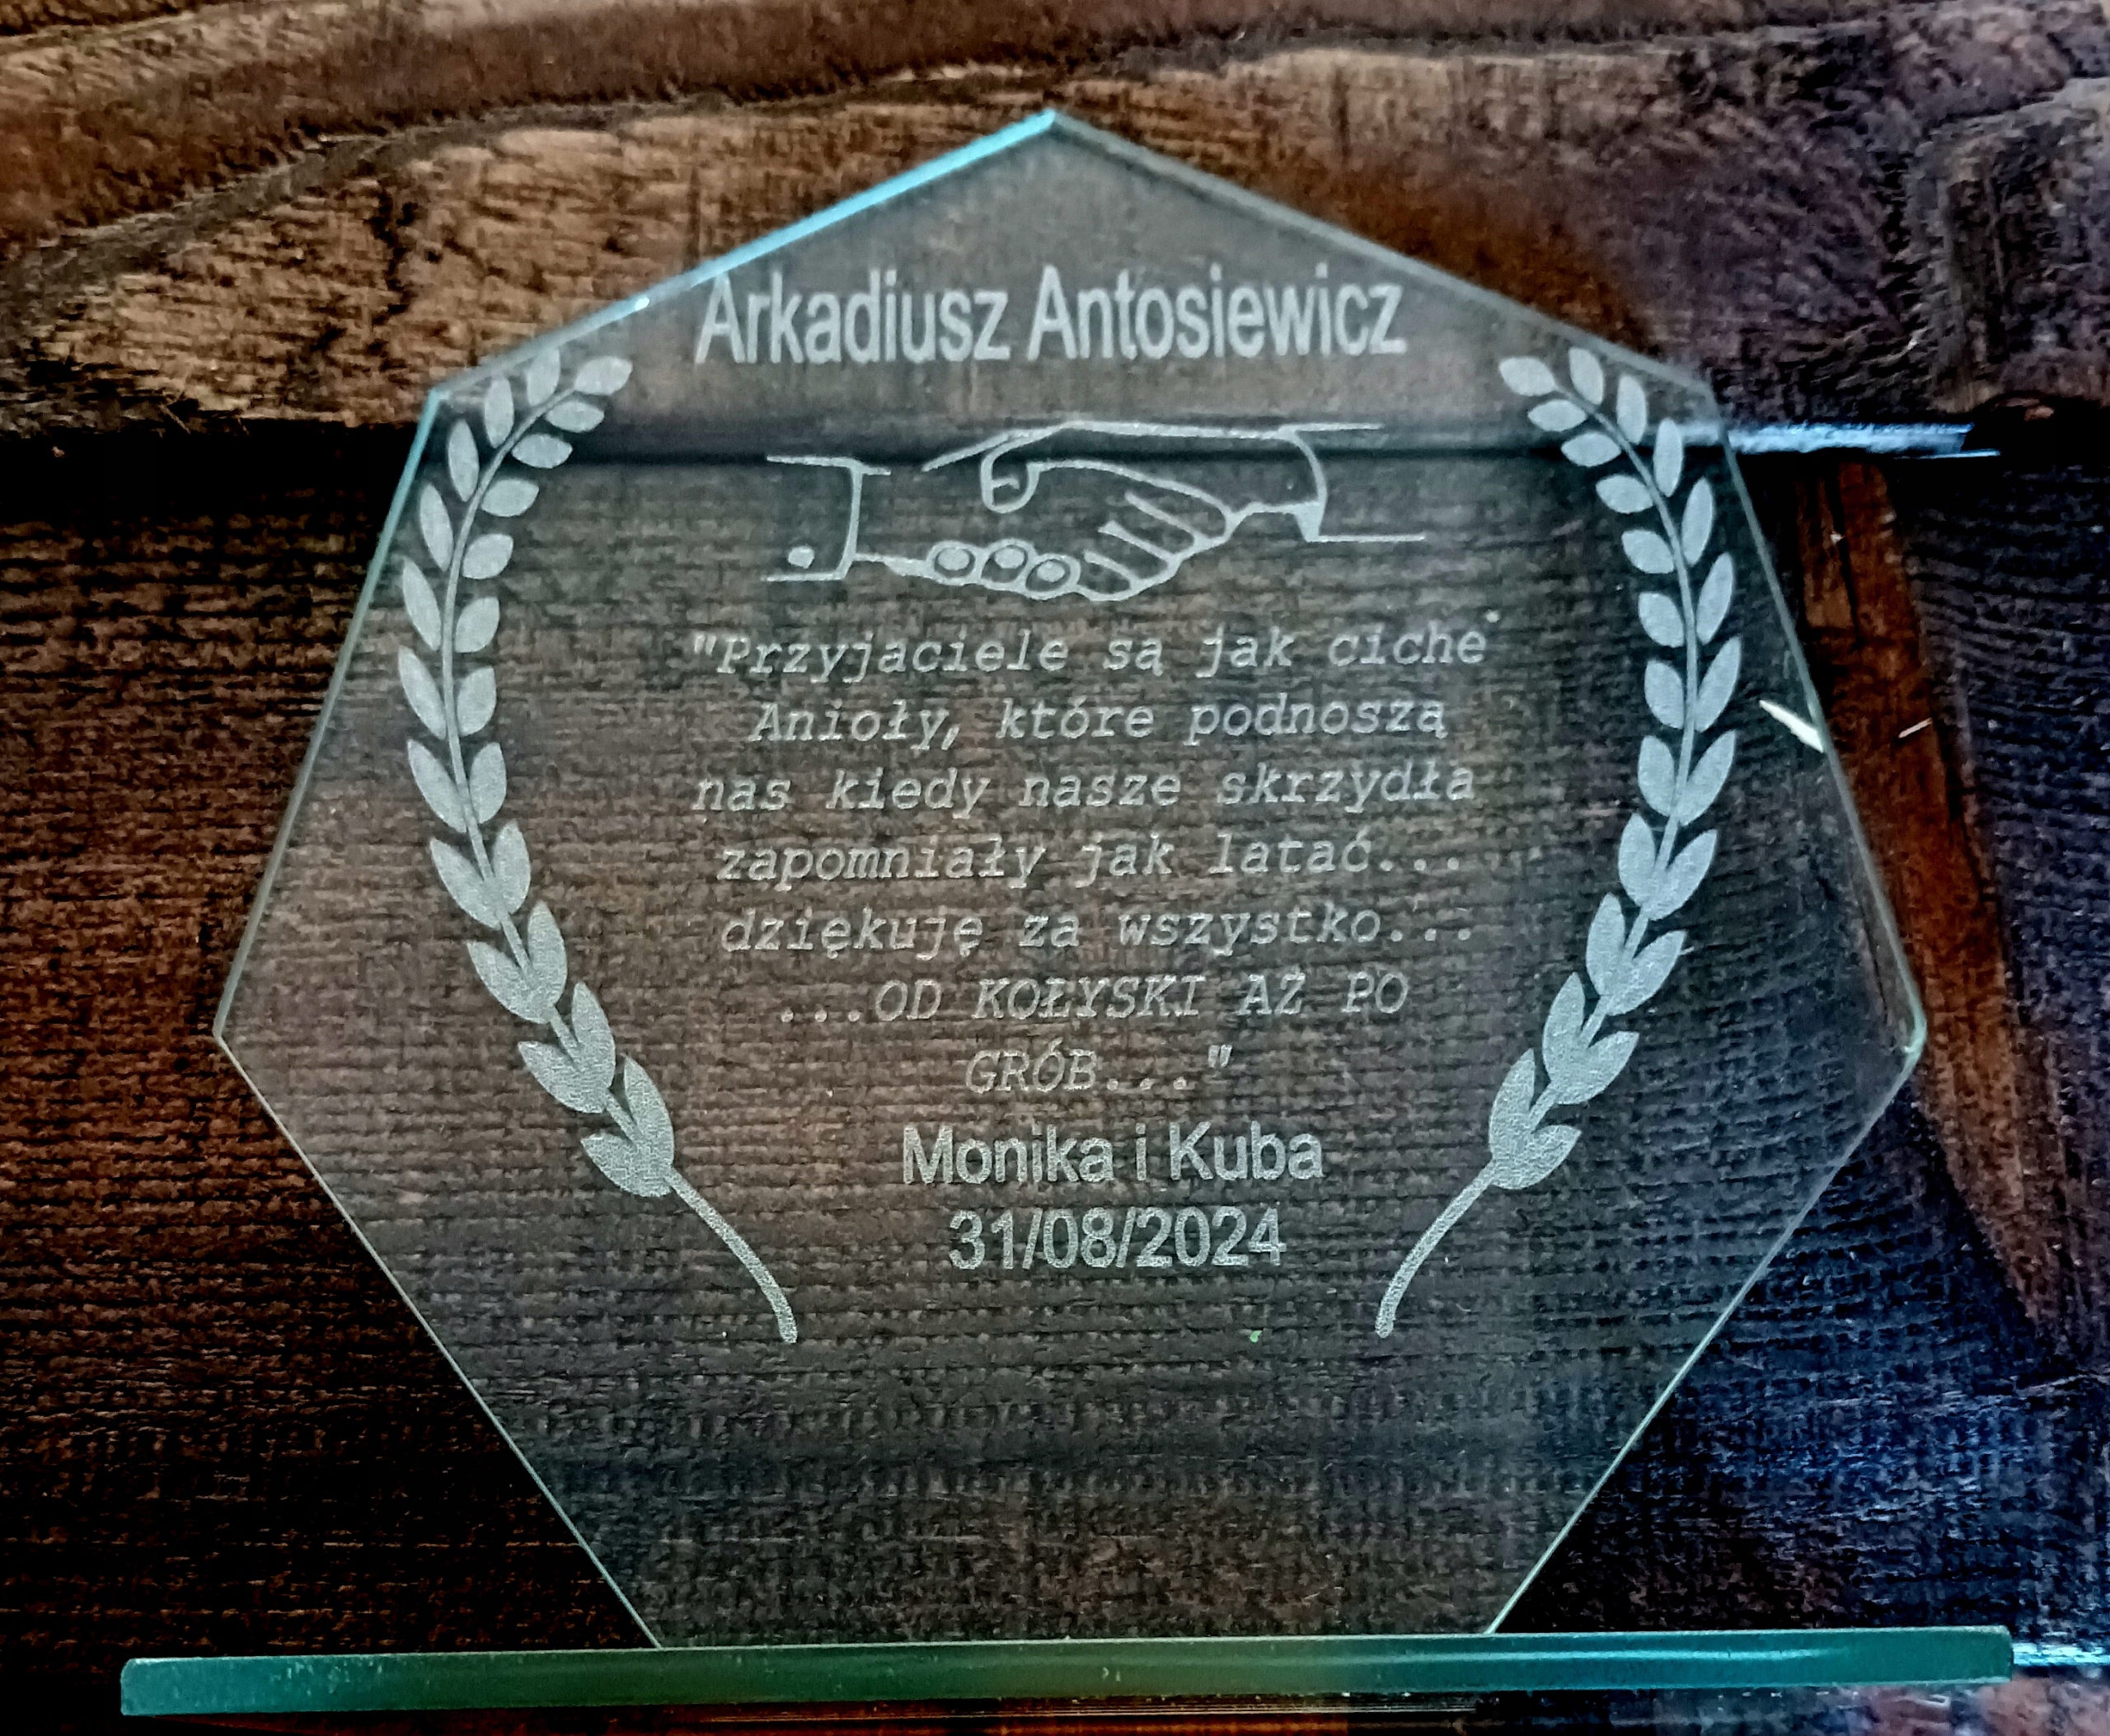 Arkadiusz Antosiewicz
"Przyjaciele są jak ciche
Anioły, które podnoszą
nas kiedy nasze skrzydła
zapomniały jak latać...
dziękuję za wszystko...
...OD KOŁYSKI AŻ PO
GRÓB..."
Monika i Kuba
31/08/2024